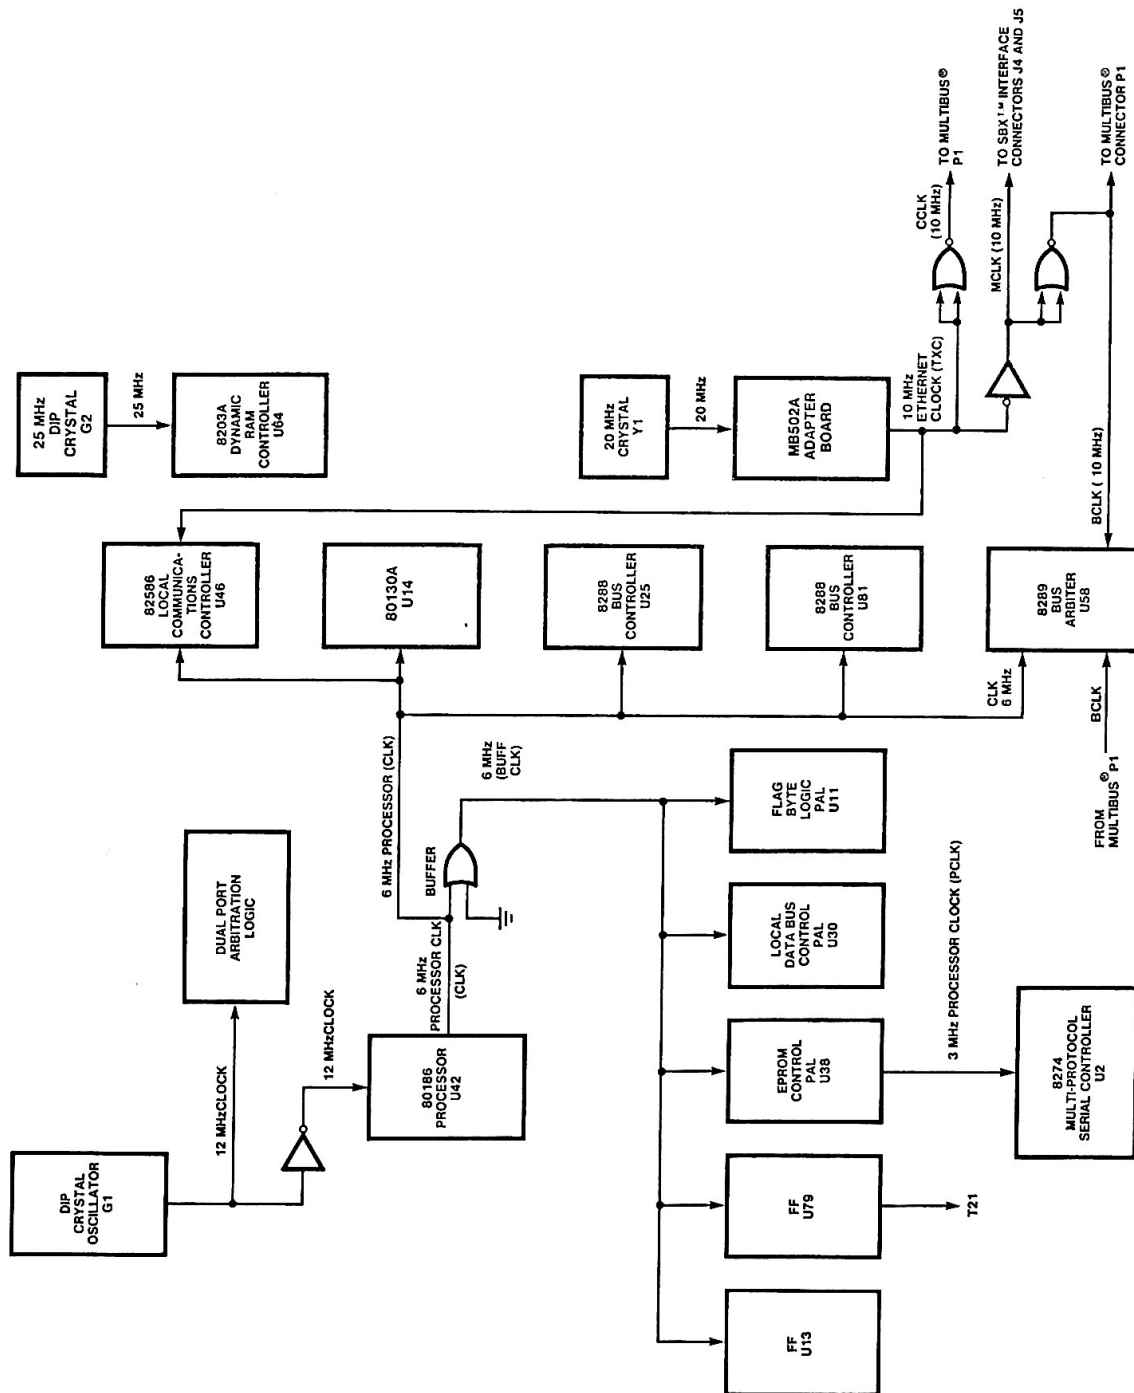 DIP
CRYSTAL
OSCILLATOR
G1
12 MHzCLOCK
DUAL PORT
ARBITRATION
LOGIC
12 MHzCLOCK
80186
PROCESSOR
U42
6 MHz
PROCESSOR CLK
(CLK)
6 MHz PROCESSOR (CLK)
BUFFER
6 MHz
(BUFF
CLK)
FF
U13
FF
U79
T21
EPROM
CONTROL
PAL
U38
LOCAL
DATA BUS
CONTROL
PAL
U30
FLAG
BYTE
LOGIC
PAL
U11
3 MHz PROCESSOR CLOCK (PCLK)
8274
MULTI-PROTOCOL
SERIAL CONTROLLER
U2
82586
LOCAL
COMMUNICA-
TIONS
CONTROLLER
U46
80130A
U14
8288
BUS
CONTROLLER
U25
8288
BUS
CONTROLLER
U81
CLK
6 MHz
8289
BUS
ARBITER
U58
BCLK
FROM
MULTIBUS® P1
BCLK ( 10 MHz)
25 MHz
DIP
CRYSTAL
G2
25 MHz
8203A
DYNAMIC
RAM
CONTROLLER
U64
20 MHz
CRYSTAL
Y1
20 MHz
MB502A
ADAPTER
BOARD
10 MHz
ETHERNET
CLOCK (TXC)
CCLK
(10 MHz)
TO MULTIBUS®
P1
MCLK (10 MHz)
TO SBX™ INTERFACE
CONNECTORS J4 AND J5
TO MULTIBUS®
CONNECTOR P1